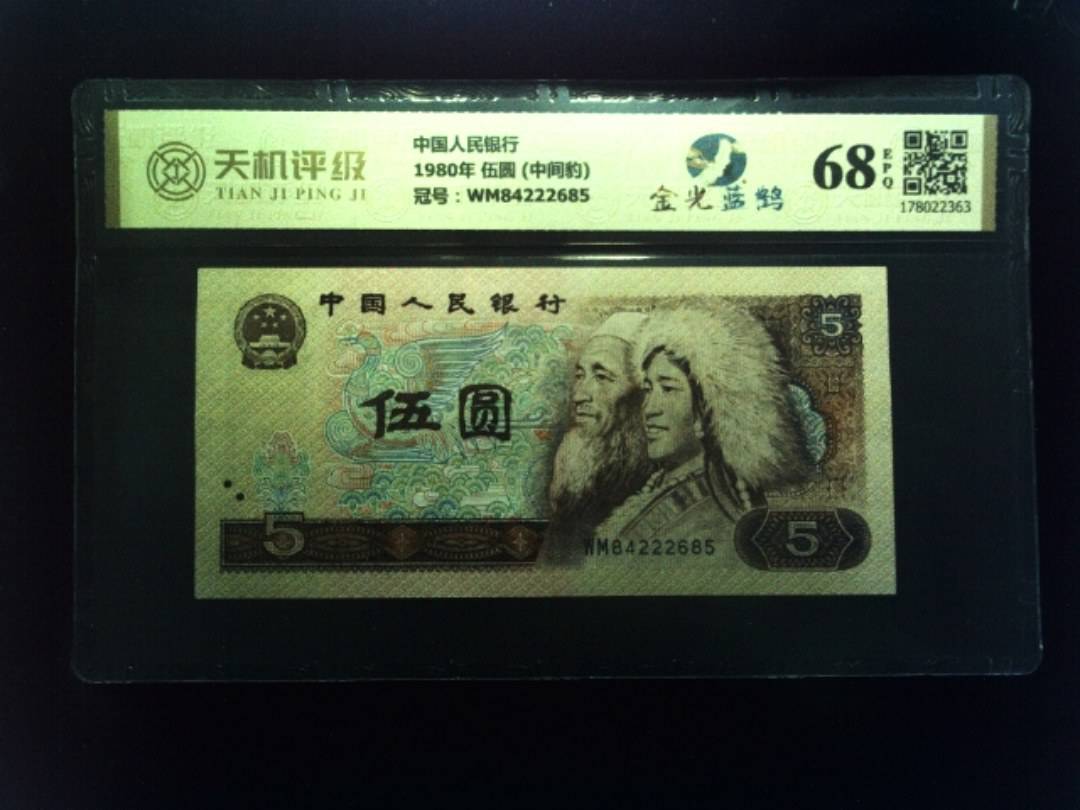 天机评级
TIAN JI PING JI
中国人民银行
1980年 伍圆 (中间豹)
冠号：WM84222685
金光蓝鹤
68
EPQ
178022363
中国人民银行
5
伍圆
5
WM84222685
5